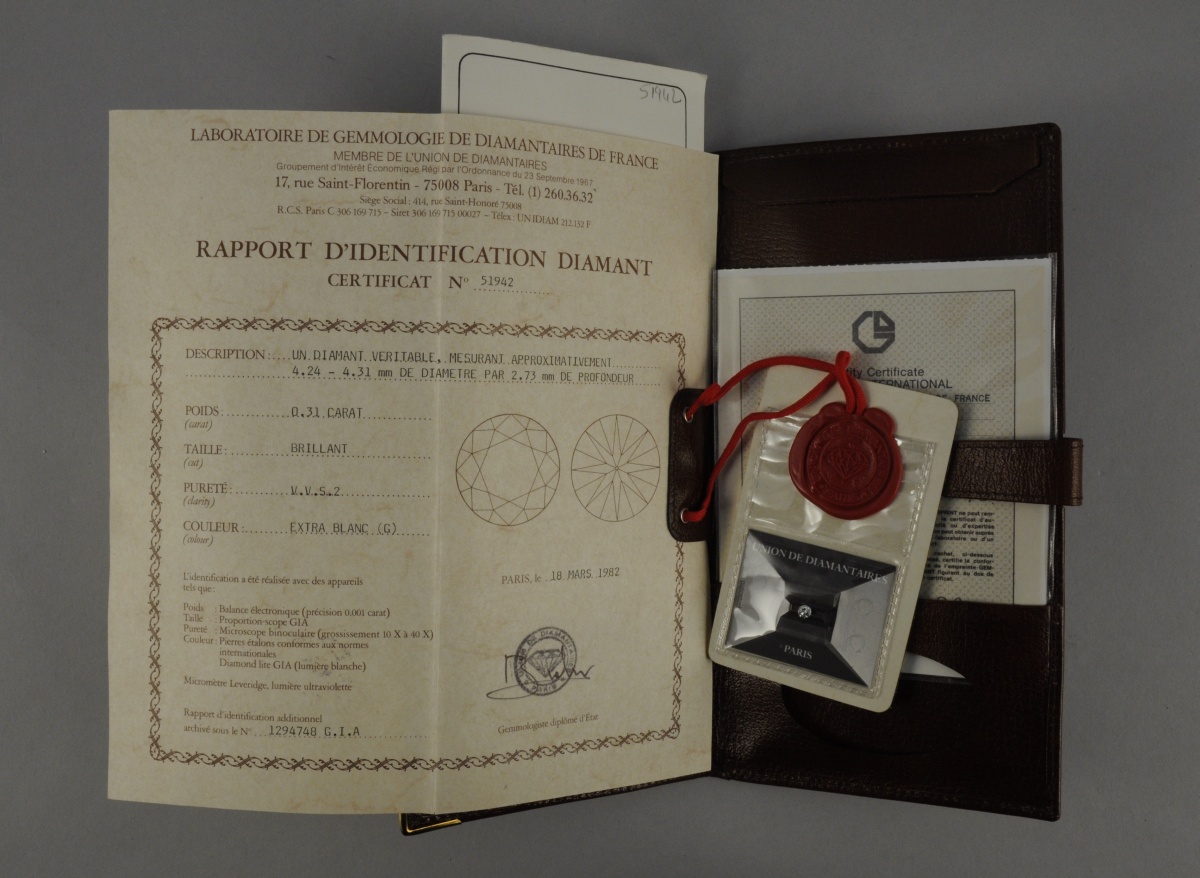 51942
LABORATOIRE DE GEMMOLOGIE DE DIAMANTAIRES DE FRANCE
MEMBRE DE L'UNION DE DIAMANTAIRES
Groupement d'Intérêt Economique Régi par l'Ordonnance du 23 Septembre 1967
17, rue Saint-Florentin - 75008 Paris - Tél. (1) 260.36.32
Siège Social : 414, rue Saint-Honoré 75008
R.C.S. Paris C 306 169 715 - Siret 306 169 715 00027 - Télex : UNIDIAM 212.132 F
RAPPORT D'IDENTIFICATION DIAMANT
CERTIFICAT N° 51942
DESCRIPTION : UN DIAMANT VERITABLE, MESURANT APPROXIMATIVEMENT
4.24 - 4.31 mm DE DIAMETRE PAR 2.73 mm DE PROFONDEUR
POIDS : 0.31 CARAT
(carat)
TAILLE : BRILLANT
(cut)
PURETÉ : V.V.S.2
(clarity)
COULEUR : EXTRA BLANC (G)
(colour)
L'identification a été réalisée avec des appareils
tels que :
PARIS, le 18 MARS 1982
Poids : Balance électronique (précision 0.001 carat)
Taille : Proportion-scope GIA
Pureté : Microscope binoculaire (grossissement 10 X à 40 X)
Couleur : Pierres étalons conformes aux normes
internationales
Diamond lite GIA (lumière blanche)
Micromètre Leveridge, lumière ultraviolette
UNION DE DIAMANTAIRES
PARIS
Rapport d'identification additionnel
archivé sous le N° 1294748 G.I.A
Gemmologiste diplômé d'État
Certificate
INTERNATIONAL
FRANCE
UNION DE DIAMANTAIRES
PARIS